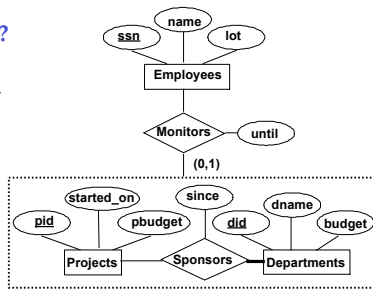 ?
name
ssn
lot
Employees
Monitors
until
(0,1)
started_on
since
dname
pid
pbudget
did
budget
Projects
Sponsors
Departments